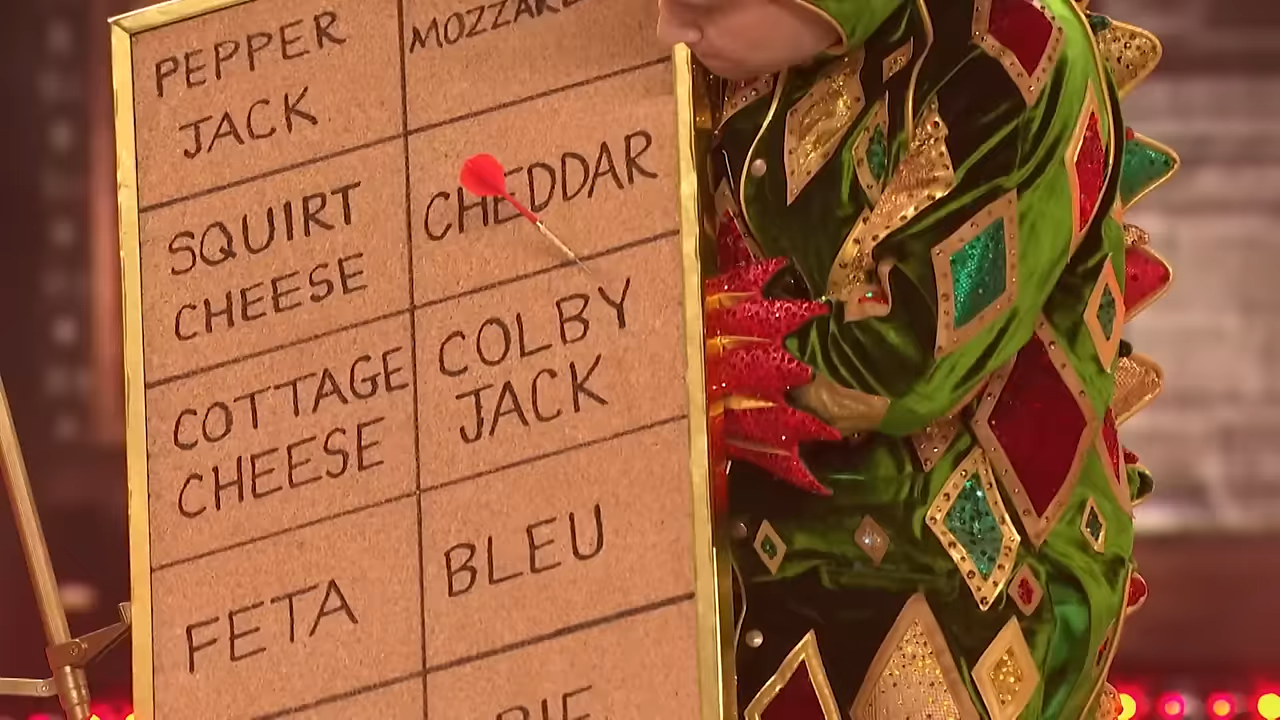 PEPPER
JACK
SQUIRT
CHEESE
CHEDDAR
COTTAGE
CHEESE
COLBY
JACK
FETA
BLEU